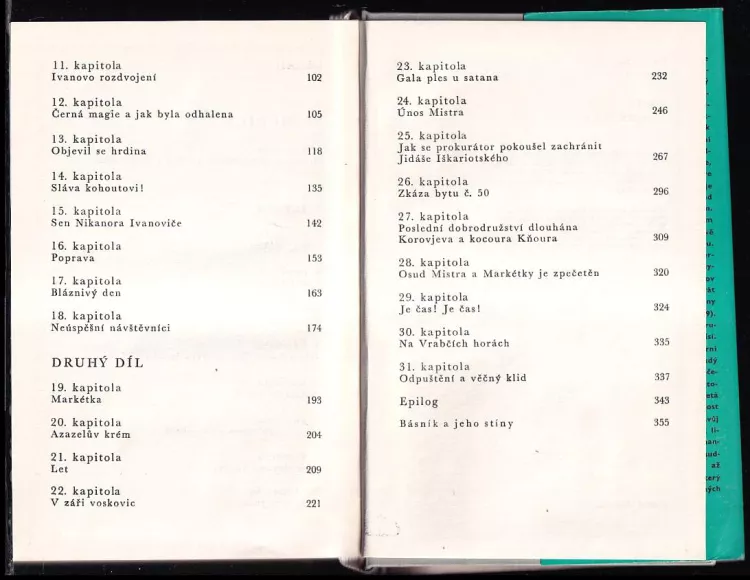 11. kapitola
Ivanovo rozdvojení 102
12. kapitola
Černá magie a jak byla odhalena 105
13. kapitola
Objevil se hrdina 118
14. kapitola
Sláva kohoutovi! 135
15. kapitola
Sen Nikanora Ivanoviče 142
16. kapitola
Poprava 153
17. kapitola
Bláznivý den 163
18. kapitola
Neúspěšní návštěvníci 174
DRUHÝ DÍL
19. kapitola
Markétka 193
20. kapitola
Azazelův krém 204
21. kapitola
Let 209
22. kapitola
V záři voskovic 221
23. kapitola
Gala ples u satana 232
24. kapitola
Únos Mistra 246
25. kapitola
Jak se prokurátor pokoušel zachránit
Jidáše Iškariotského 267
26. kapitola
Zkáza bytu č. 50 296
27. kapitola
Poslední dobrodružství dlouhána
Korovjeva a kocoura Kňoura 309
28. kapitola
Osud Mistra a Markétky je zpečetěn 320
29. kapitola
Je čas! Je čas! 324
30. kapitola
Na Vrabčích horách 335
31. kapitola
Odpuštění a věčný klid 337
Epilog 343
Básník a jeho stíny 355